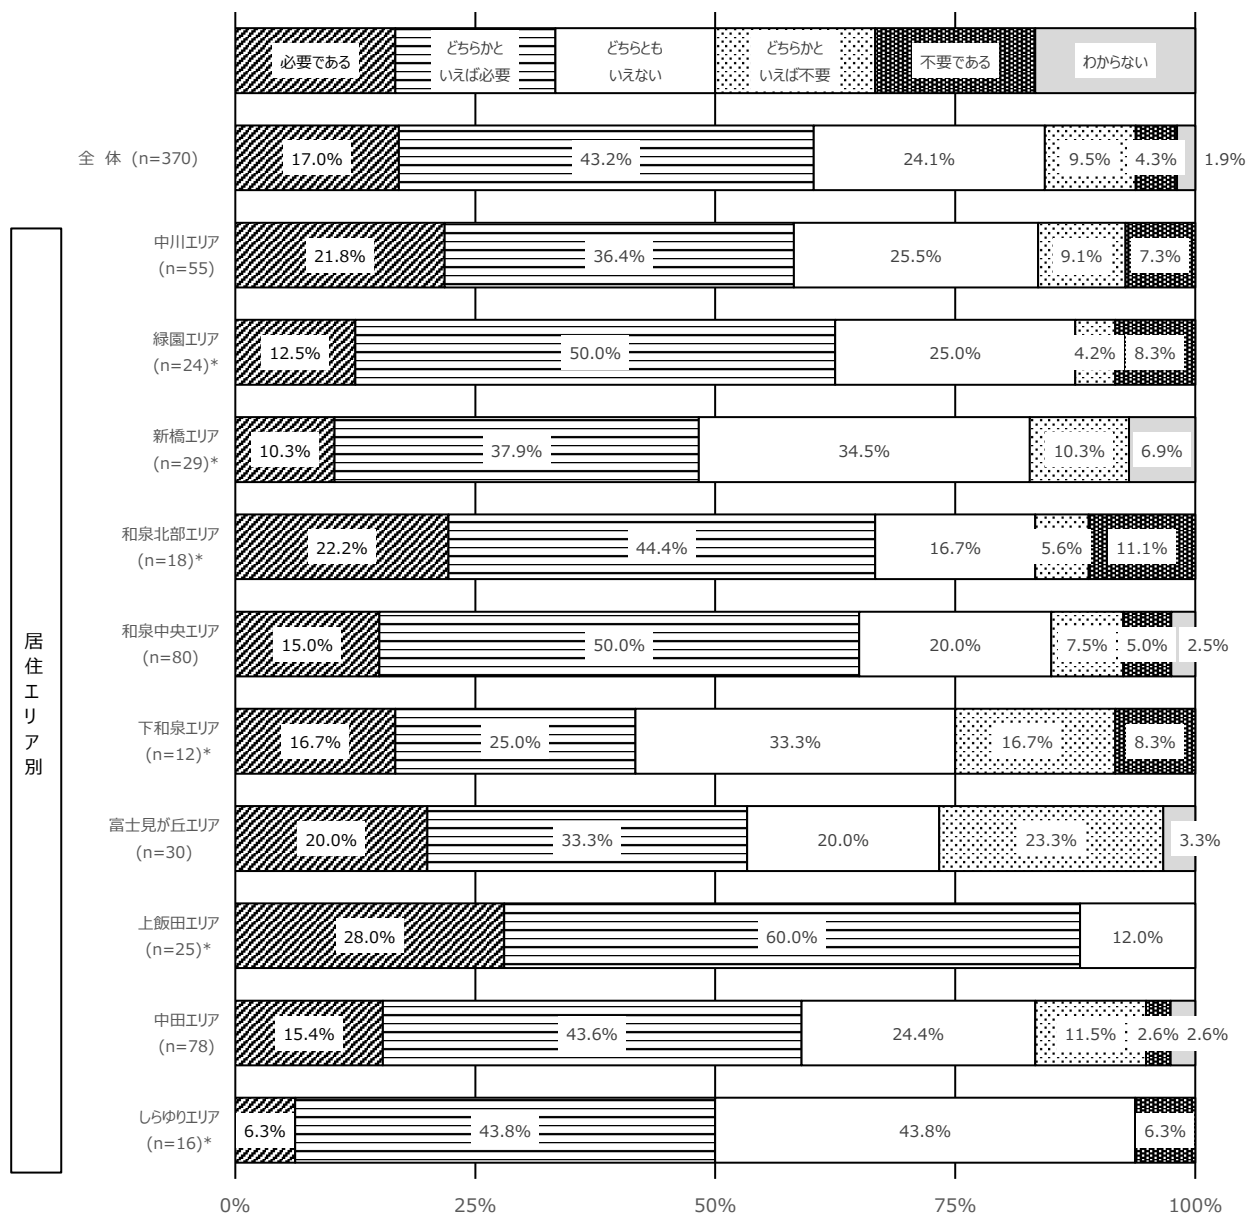 必要である
どちらかと
いえば必要
どちらとも
いえない
どちらかと
いえば不要
不要である
わからない
全 体 (n=370)
17.0% 43.2% 24.1% 9.5% 4.3% 1.9%
居住エリア別
中川エリア
(n=55)
21.8% 36.4% 25.5% 9.1% 7.3%
緑園エリア
(n=24)*
12.5% 50.0% 25.0% 4.2% 8.3%
新橋エリア
(n=29)*
10.3% 37.9% 34.5% 10.3% 6.9%
和泉北部エリア
(n=18)*
22.2% 44.4% 16.7% 5.6% 11.1%
和泉中央エリア
(n=80)
15.0% 50.0% 20.0% 7.5% 5.0% 2.5%
下和泉エリア
(n=12)*
16.7% 25.0% 33.3% 16.7% 8.3%
富士見が丘エリア
(n=30)
20.0% 33.3% 20.0% 23.3% 3.3%
上飯田エリア
(n=25)*
28.0% 60.0% 12.0%
中田エリア
(n=78)
15.4% 43.6% 24.4% 11.5% 2.6% 2.6%
しらゆりエリア
(n=16)*
6.3% 43.8% 43.8% 6.3%
0% 25% 50% 75% 100%